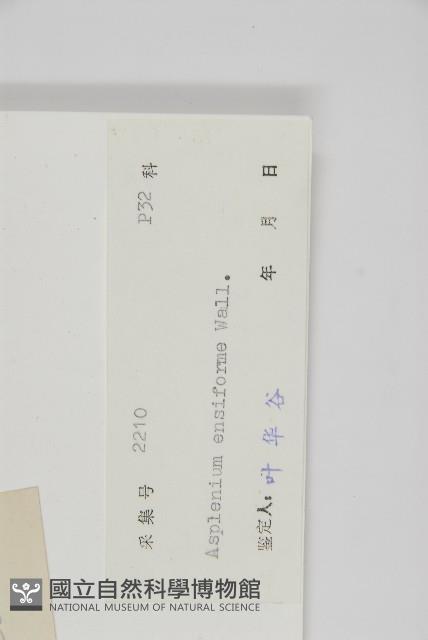 采集号 2210 P32 科
Asplenium ensiforme Wall.
鉴定人: 叶华谷 年 月 日
國立自然科學博物館
NATIONAL MUSEUM OF NATURAL SCIENCE